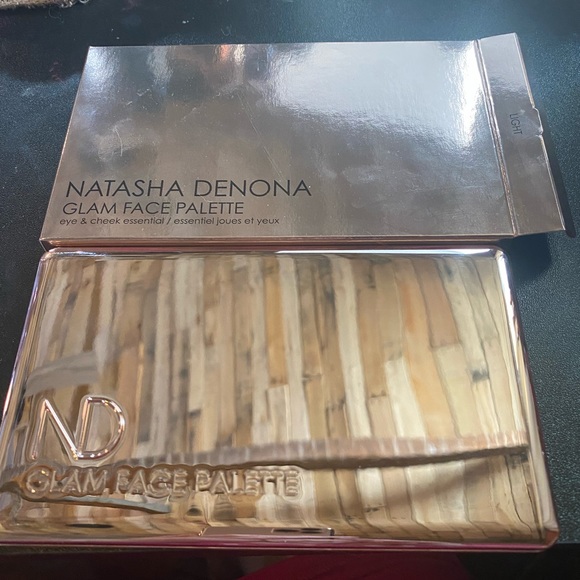 LIGHT
NATASHA DENONA
GLAM FACE PALETTE
eye & cheek essential / essentiel joues et yeux
ND
GLAM FACE PALETTE